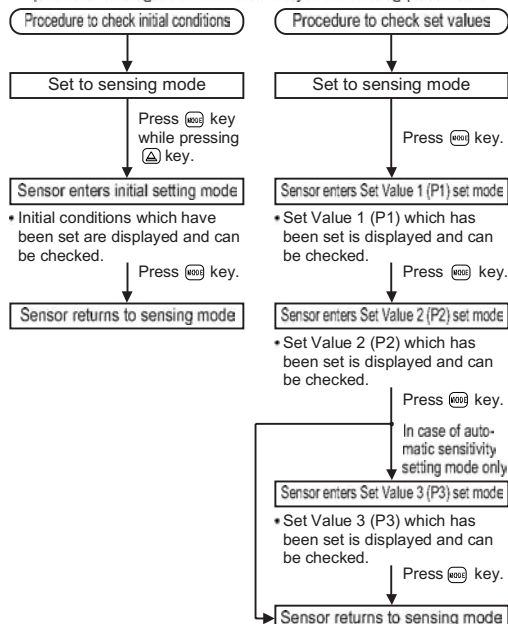 Procedure to check initial conditions
Set to sensing mode
Press MODE key
while pressing
△ key.
Sensor enters initial setting mode
• Initial conditions which have
been set are displayed and can
be checked.
Press MODE key.
Sensor returns to sensing mode
Procedure to check set values
Set to sensing mode
Press MODE key.
Sensor enters Set Value 1 (P1) set mode
• Set Value 1 (P1) which has
been set is displayed and can
be checked.
Press MODE key.
Sensor enters Set Value 2 (P2) set mode
• Set Value 2 (P2) which has
been set is displayed and can
be checked.
Press MODE key.
In case of auto-
matic sensitivity
setting mode only
Sensor enters Set Value 3 (P3) set mode
• Set Value 3 (P3) which has
been set is displayed and can
be checked.
Press MODE key.
Sensor returns to sensing mode